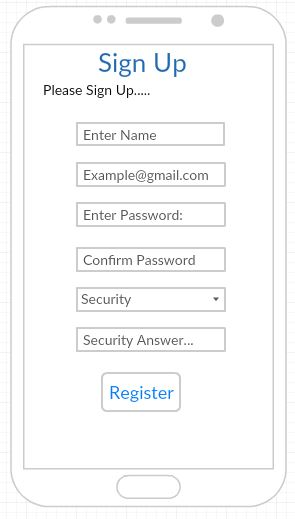 Sign Up
Please Sign Up.....
Enter Name
Example@gmail.com
Enter Password:
Confirm Password
Security
Security Answer...
Register